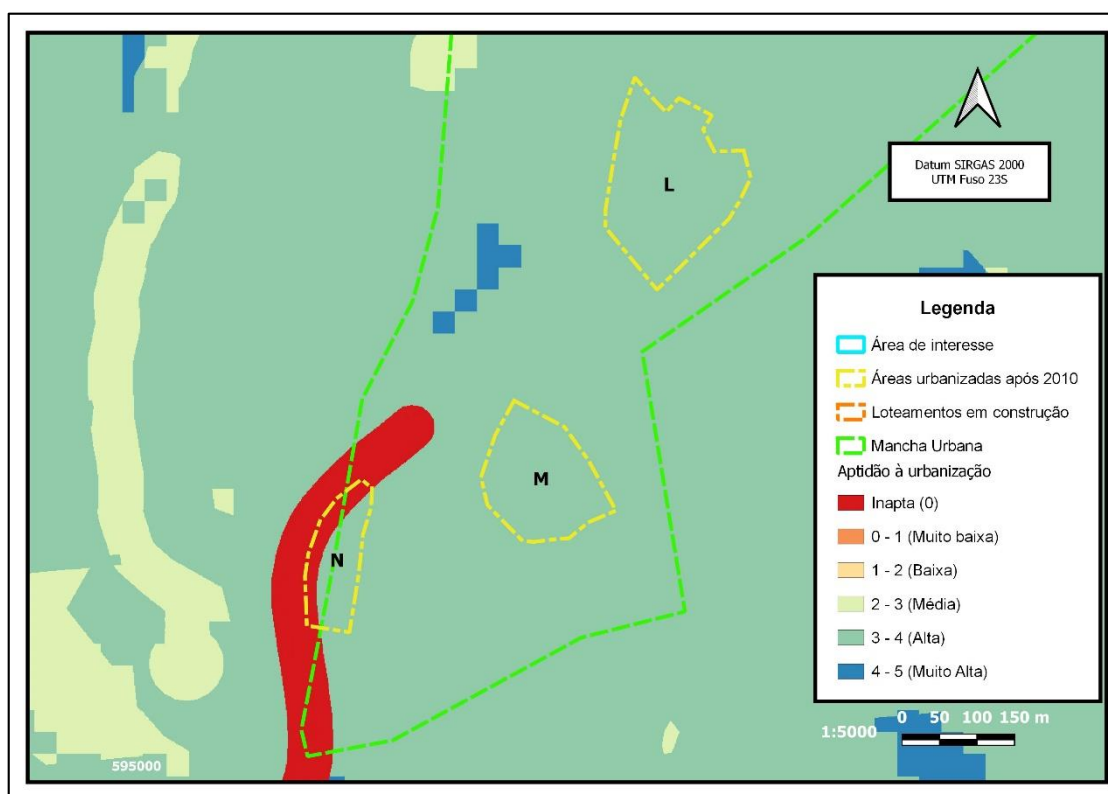 L
Datum SIRGAS 2000
UTM Fuso 23S
Legenda
Área de interesse
Áreas urbanizadas após 2010
Loteamentos em construção
Mancha Urbana
Aptidão à urbanização
Inapta (0)
0 - 1 (Muito baixa)
1 - 2 (Baixa)
2 - 3 (Média)
3 - 4 (Alta)
4 - 5 (Muito Alta)
M
N
0 50 100 150 m
1:5000
595000